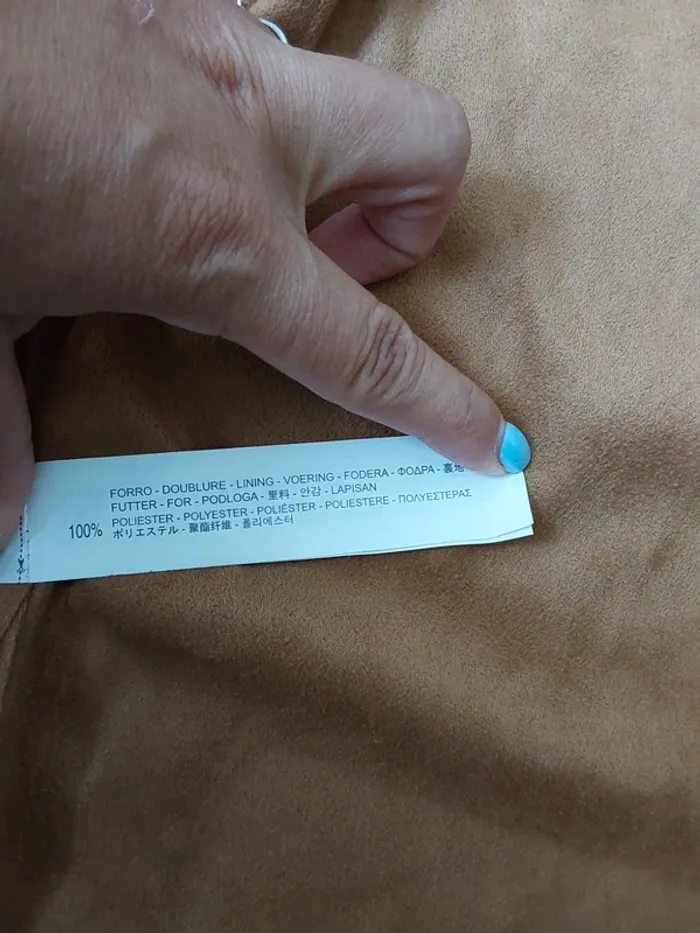 FORRO - DOUBLURE - LINING - VOERING - FODERA - ΦΟΔΡΑ - 裏地
FUTTER - FOR - PODLOGA - 里料 - 안감 - LAPISAN
100% POLIESTER - POLYESTER - POLIÉSTER - POLIESTERE - ΠΟΛΥΕΣΤΕΡΑΣ
ポリエステル - 聚酯纤维 - 폴리에스터